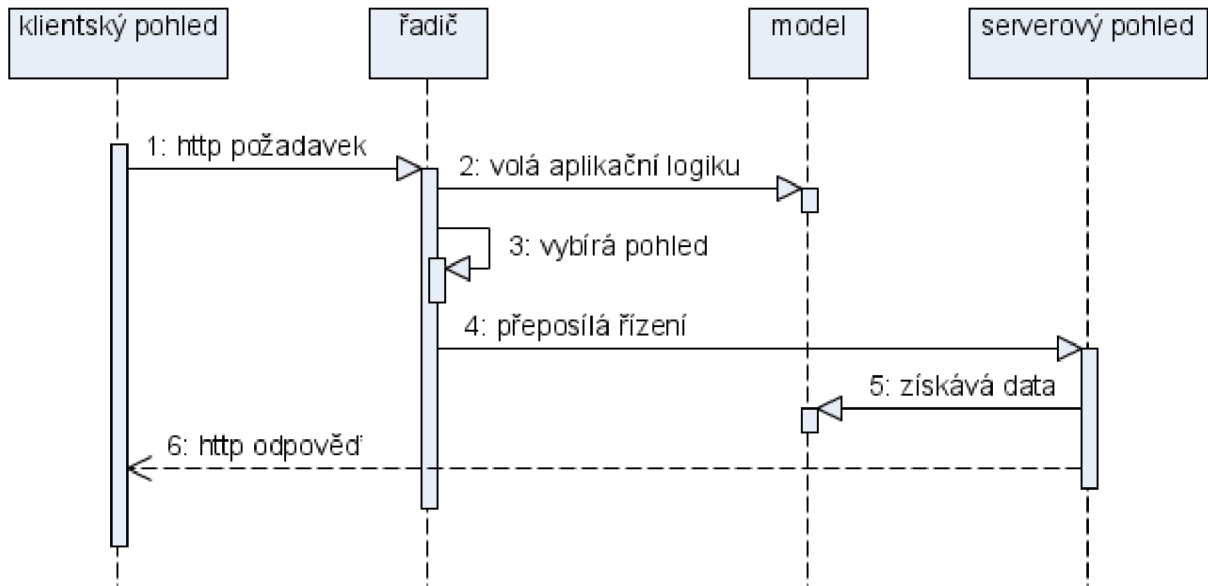 klientský pohled
řadič
model
serverový pohled
1: http požadavek
2: volá aplikační logiku
3: vybírá pohled
4: přeposílá řízení
5: získává data
6: http odpověď